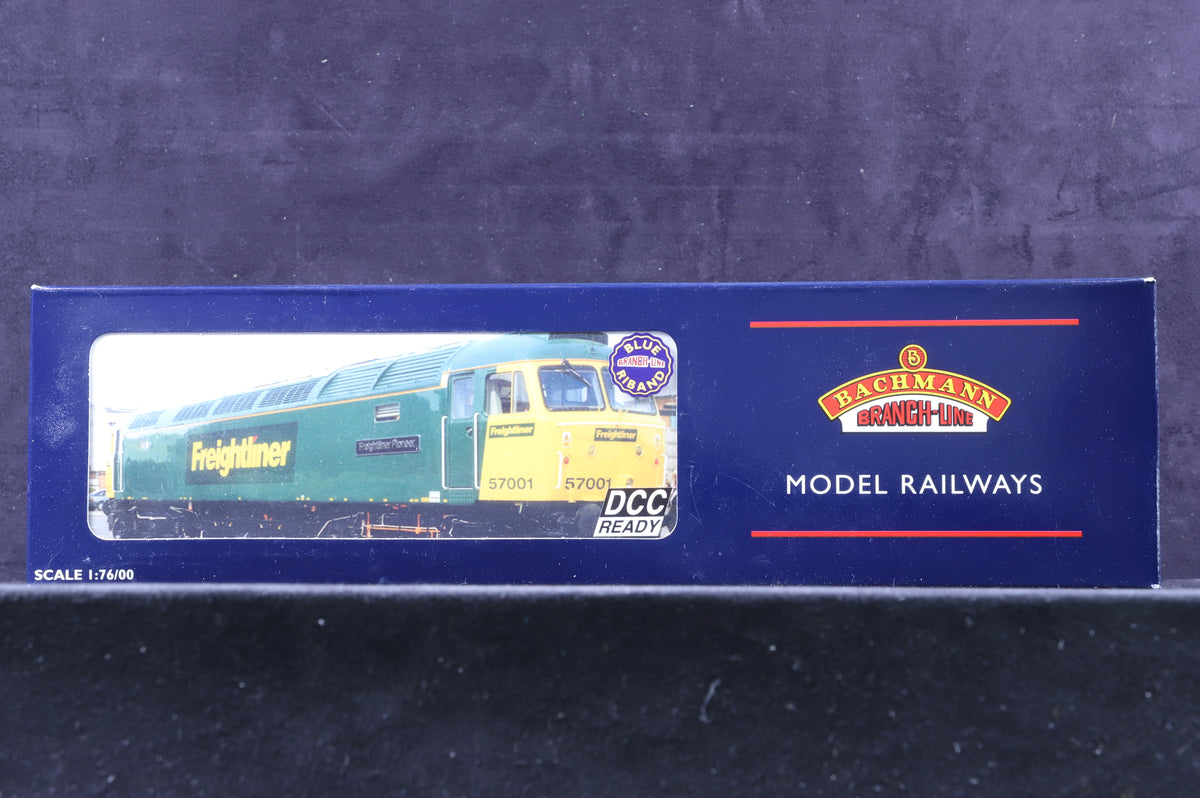 BLUE
BRANCH-LINE
RIBAND
Freightliner
Freightliner Pioneer
Freightliner
Freightliner
57001
57001
DCC
READY
SCALE 1:76/00
B
BACHMANN
BRANCH-LINE
MODEL RAILWAYS